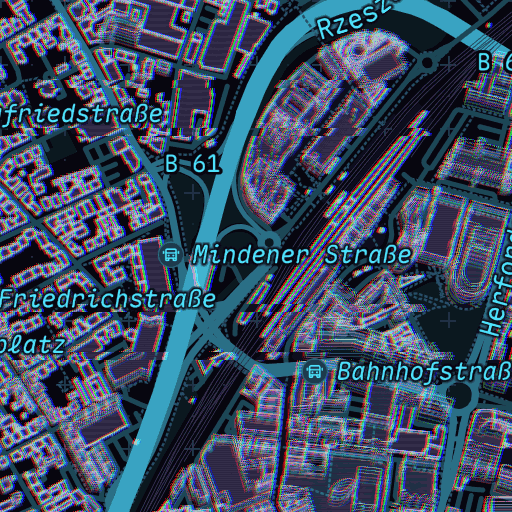 Rzesz
B 6
friedstraße
B 61
Mindener Straße
Friedrichstraße
platz
Herford
Bahnhofstraß